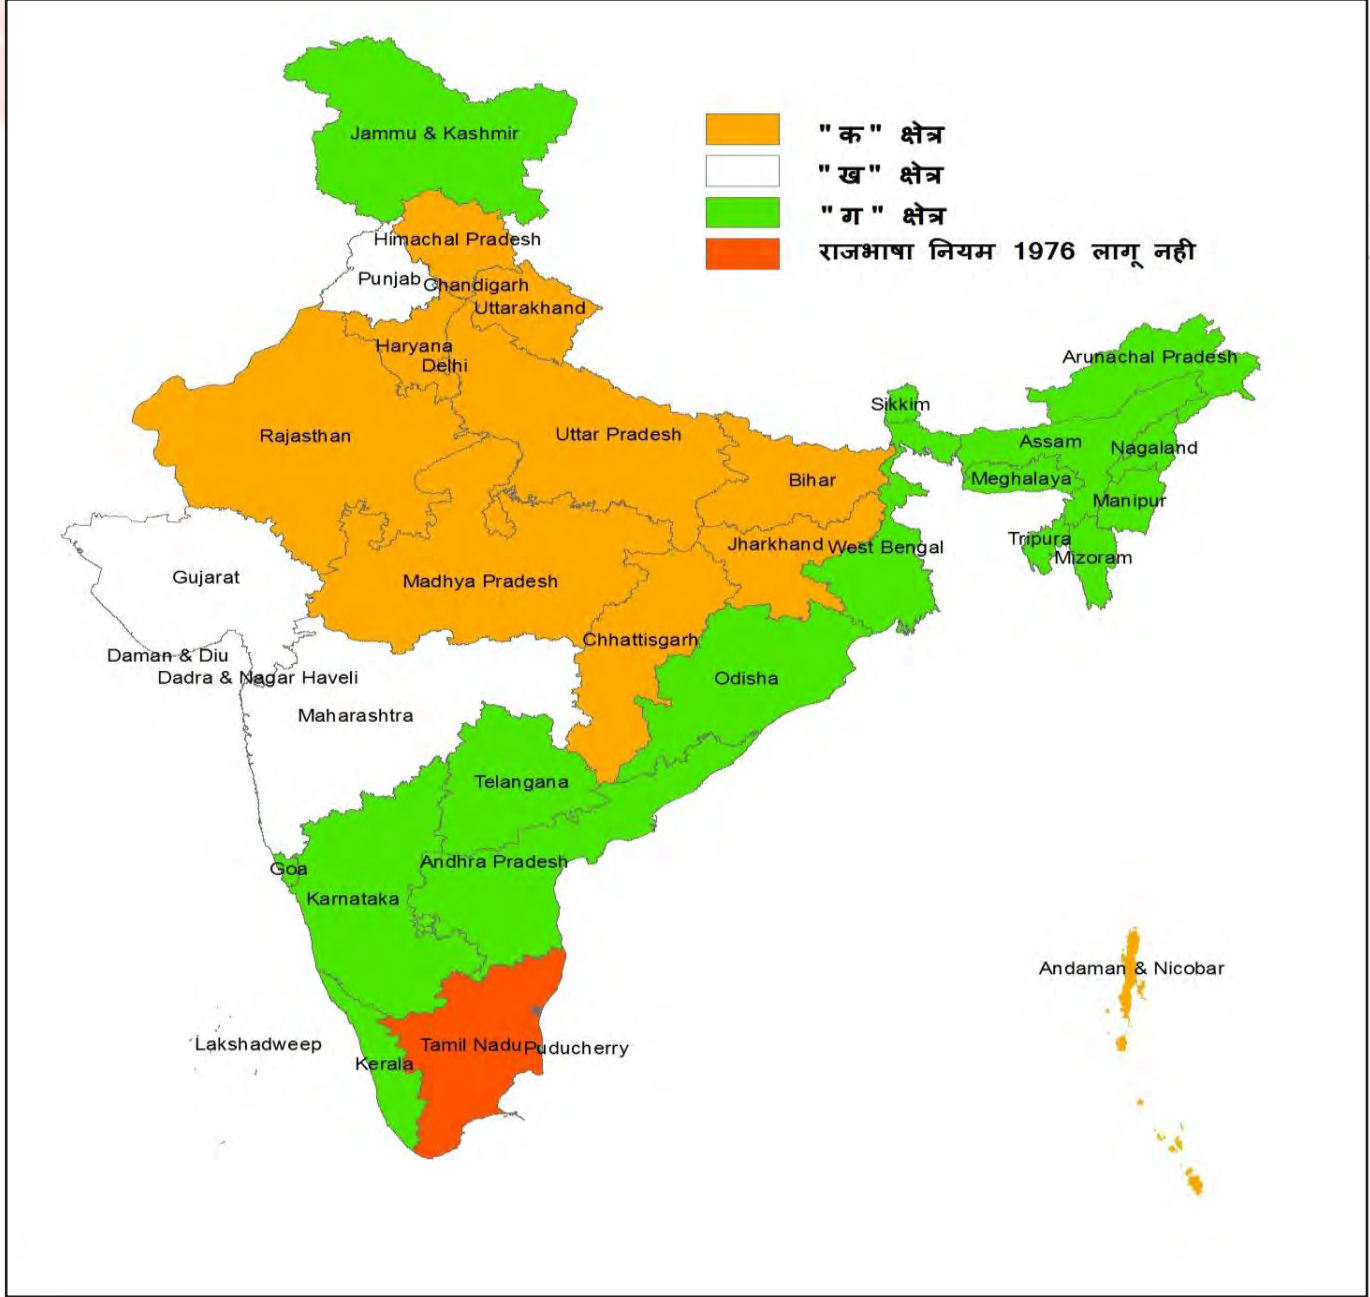 Jammu & Kashmir
"क" क्षेत्र
"ख" क्षेत्र
"ग" क्षेत्र
राजभाषा नियम 1976 लागू नही
Himachal Pradesh
Punjab
Chandigarh
Uttarakhand
Haryana
Delhi
Arunachal Pradesh
Sikkim
Rajasthan
Uttar Pradesh
Assam
Nagaland
Bihar
Meghalaya
Manipur
Jharkhand
West Bengal
Tripura
Mizoram
Gujarat
Madhya Pradesh
Chhattisgarh
Daman & Diu
Dadra & Nagar Haveli
Odisha
Maharashtra
Telangana
Andhra Pradesh
Goa
Karnataka
Andaman & Nicobar
Lakshadweep
Tamil Nadu
Puducherry
Kerala